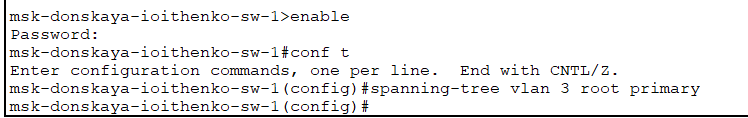 msk-donskaya-ioithenko-sw-1>enable
Password:
msk-donskaya-ioithenko-sw-1#conf t
Enter configuration commands, one per line.  End with CNTL/Z.
msk-donskaya-ioithenko-sw-1(config)#spanning-tree vlan 3 root primary
msk-donskaya-ioithenko-sw-1(config)#